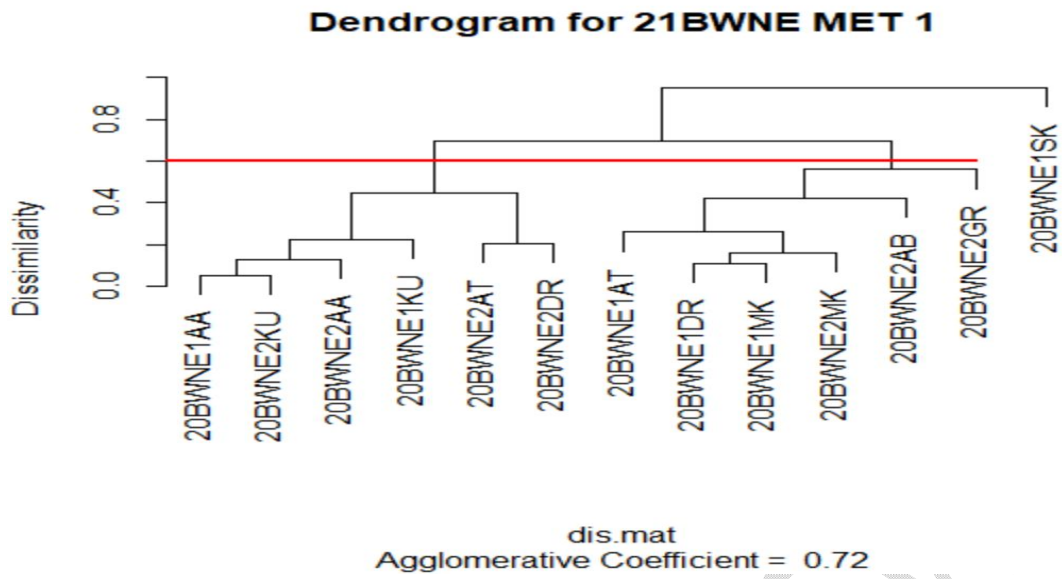 Dendrogram for 21BWNE MET 1
Dissimilarity
0.8
0.4
0.0
20BWNE1AA
20BWNE2KU
20BWNE2AA
20BWNE1KU
20BWNE2AT
20BWNE2DR
20BWNE1AT
20BWNE1DR
20BWNE1MK
20BWNE2MK
20BWNE2AB
20BWNE2GR
20BWNE1SK
dis.mat
Agglomerative Coefficient = 0.72